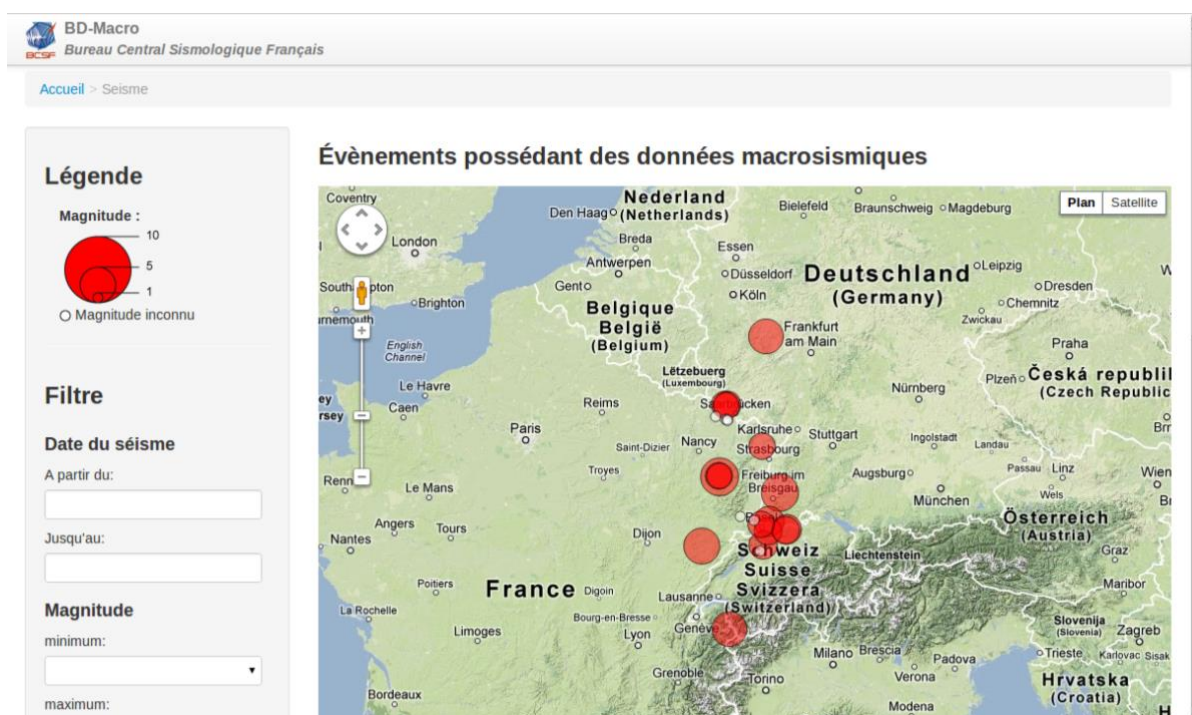 BD-Macro
BCSF
Bureau Central Sismologique Français
Accueil > Seisme
Légende
Magnitude :
10
5
1
Magnitude inconnu
Filtre
Date du séisme
A partir du:
Jusqu'au:
Magnitude
minimum:
maximum:
Évènements possédant des données macrosismiques
Plan Satellite
Coventry
Nederland
(Netherlands)
Den Haag
Bielefeld
Braunschweig
Magdeburg
London
Breda
Essen
Antwerpen
Düsseldorf
Deutschland
(Germany)
Leipzig
Gent
Köln
Dresden
Chemnitz
Zwickau
Brighton
Belgique
België
(Belgium)
Frankfurt
am Main
English
Channel
Praha
Lëtzebuerg
(Luxembourg)
Le Havre
Caen
Reims
Nürnberg
Plzeň
Česká republi
(Czech Republic
Paris
Saint-Dizier
Nancy
Karlsruhe
Strasbourg
Stuttgart
Ingolstadt
Landau
Troyes
Freiburg im
Breisgau
Augsburg
Passau
Linz
Wien
Le Mans
München
Wels
Österreich
(Austria)
Graz
Angers
Tours
Nantes
Dijon
Schweiz
Suisse
Svizzera
(Switzerland)
Liechtenstein
Maribor
Poitiers
France
Digoin
Lausanne
La Rochelle
Limoges
Bourg-en-Bresse
Lyon
Genève
Slovenija
(Slovenia)
Zagreb
Milano
Brescia
Padova
Trieste
Karlovac
Sisak
Grenoble
Torino
Verona
Hrvatska
(Croatia)
Bordeaux
Modena